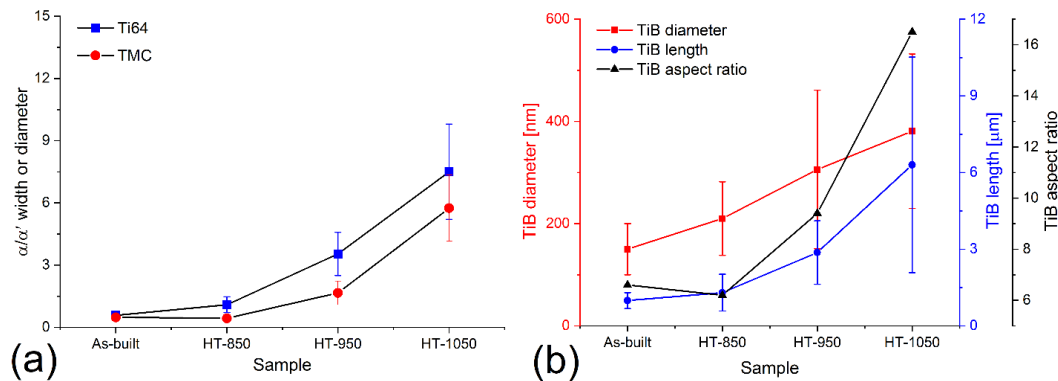 15
12
9
6
3
0
α/α′ width or diameter
Ti64
TMC
As-built HT-850 HT-950 HT-1050
Sample
(a)
600
400
200
0
TiB diameter [nm]
TiB diameter
TiB length
TiB aspect ratio
12
9
6
3
0
TiB length [μm]
16
14
12
10
8
6
TiB aspect ratio
As-built HT-850 HT-950 HT-1050
Sample
(b)